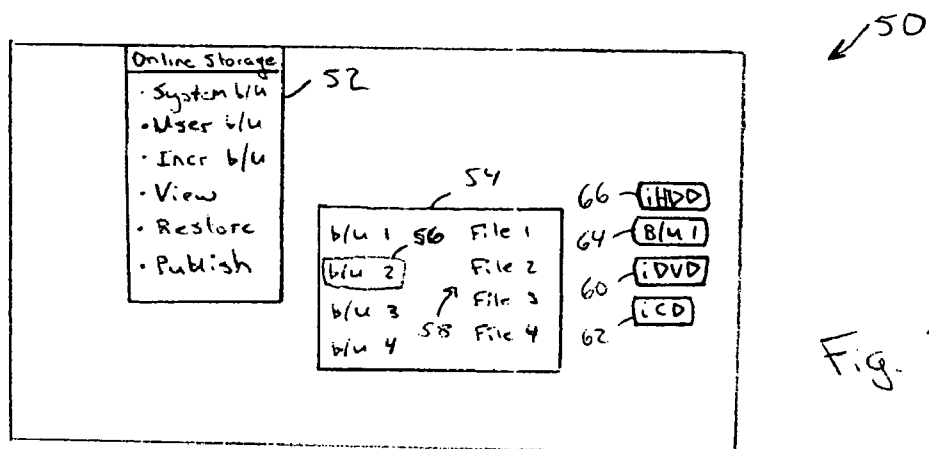 50
Online Storage
52
· System b/u
· User b/u
· Incr b/u
· View
· Restore
· Publish
54
b/u 1 56 File 1
b/u 2 File 2
b/u 3 58 File 3
b/u 4 File 4
66 iHDD
64 B/U 1
60 iDVD
62 iCD
Fig.